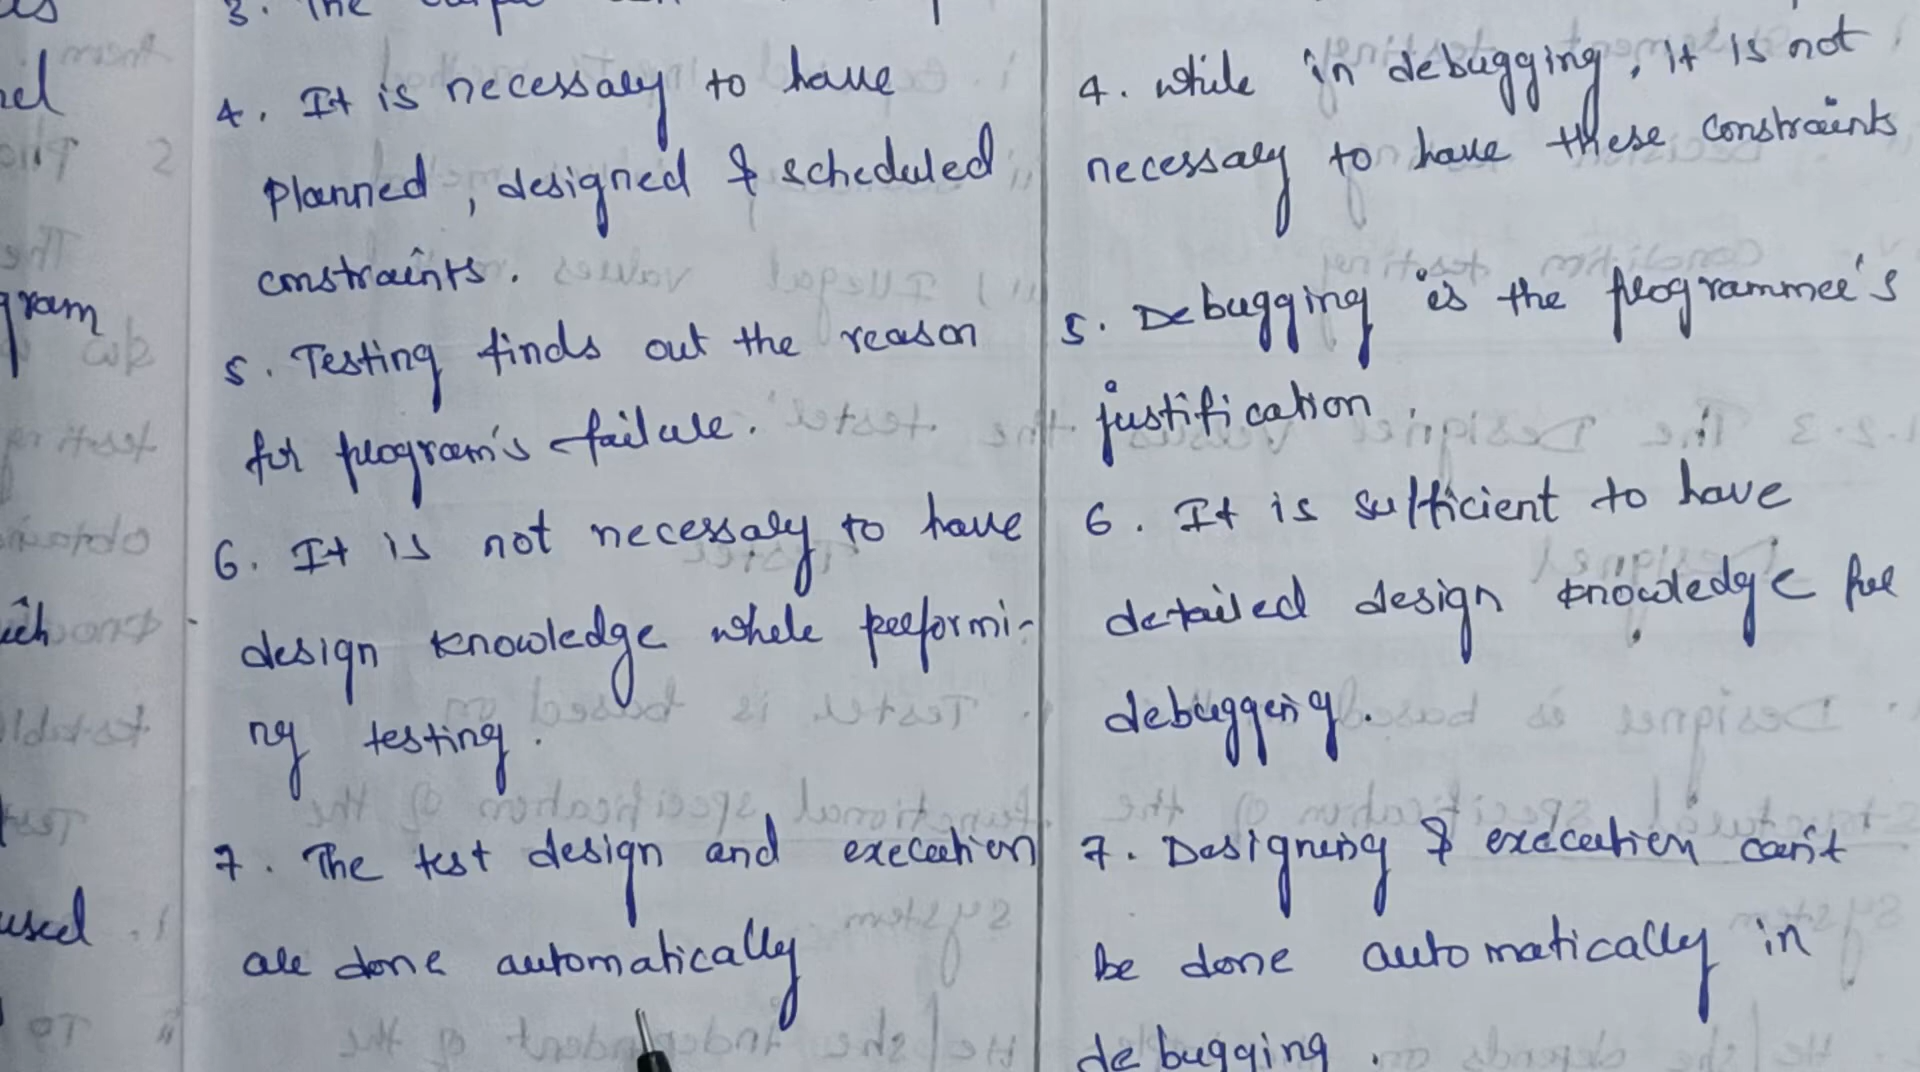 3. The
4. It is necessary to have
planned, designed & scheduled
constraints.
5. Testing finds out the reason
for program's failure.
6. It is not necessary to have
design knowledge while performi-
ng testing.
7. The test design and execution
are done automatically
4. while in debugging, it is not
necessary to have these constraints
5. Debugging is the programmer's
justification.
6. It is sufficient to have
detailed design knowledge for
debugging.
7. Designing & execution can't
be done automatically in
debugging.
gram
used